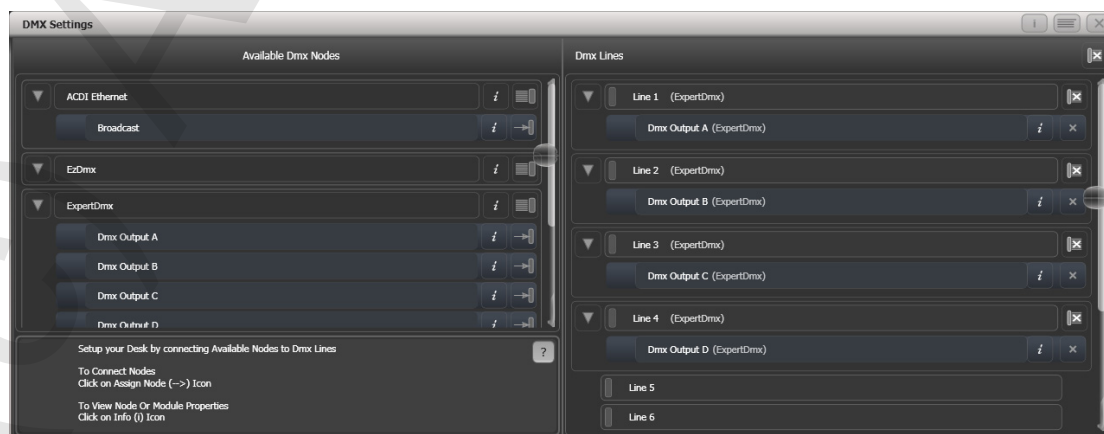 DMX Settings
i
Available Dmx Nodes
ACDI Ethernet
i
Broadcast
i
EzDmx
i
ExpertDmx
i
Dmx Output A
i
Dmx Output B
i
Dmx Output C
i
Dmx Output D
i
Setup your Desk by connecting Available Nodes to Dmx Lines
?
To Connect Nodes
Click on Assign Node (-->) Icon
To View Node Or Module Properties
Click on Info (i) Icon
Dmx Lines
Line 1 (ExpertDmx)
Dmx Output A (ExpertDmx)
i
Line 2 (ExpertDmx)
Dmx Output B (ExpertDmx)
i
Line 3 (ExpertDmx)
Dmx Output C (ExpertDmx)
i
Line 4 (ExpertDmx)
Dmx Output D (ExpertDmx)
i
Line 5
Line 6